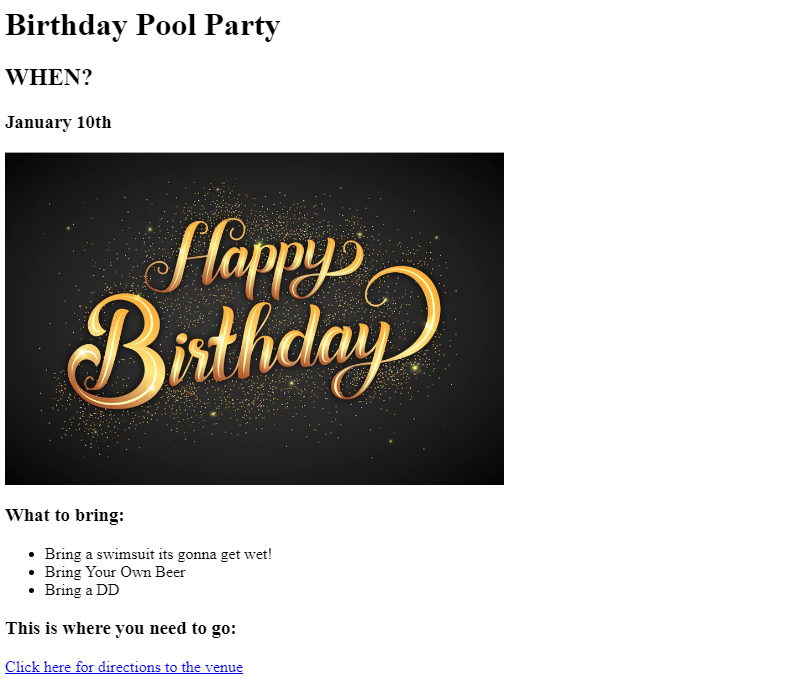 Birthday Pool Party
WHEN?
January 10th
Happy
Birthday
What to bring:
Bring a swimsuit its gonna get wet!
Bring Your Own Beer
Bring a DD
This is where you need to go:
Click here for directions to the venue